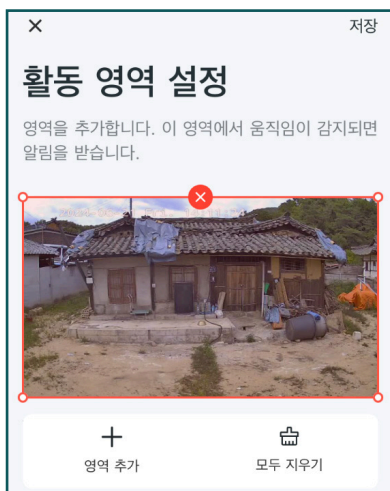 저장
활동 영역 설정
영역을 추가합니다. 이 영역에서 움직임이 감지되면
알림을 받습니다.
영역 추가
모두 지우기